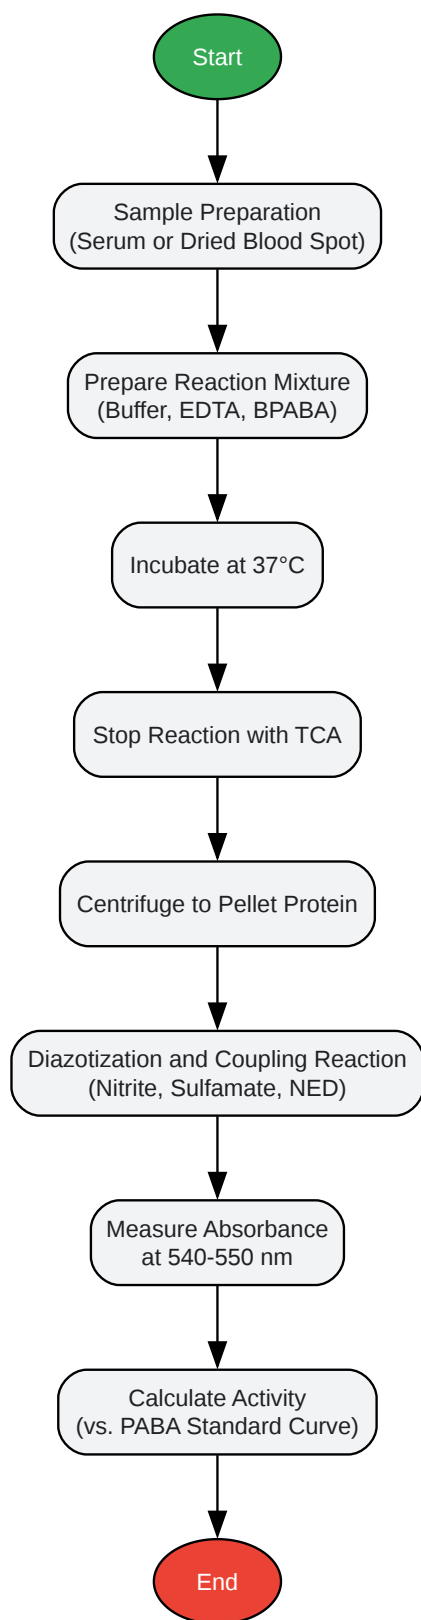 Start
Sample Preparation
(Serum or Dried Blood Spot)
Prepare Reaction Mixture
(Buffer, EDTA, BPABA)
Incubate at 37°C
Stop Reaction with TCA
Centrifuge to Pellet Protein
Diazotization and Coupling Reaction
(Nitrite, Sulfamate, NED)
Measure Absorbance
at 540-550 nm
Calculate Activity
(vs. PABA Standard Curve)
End